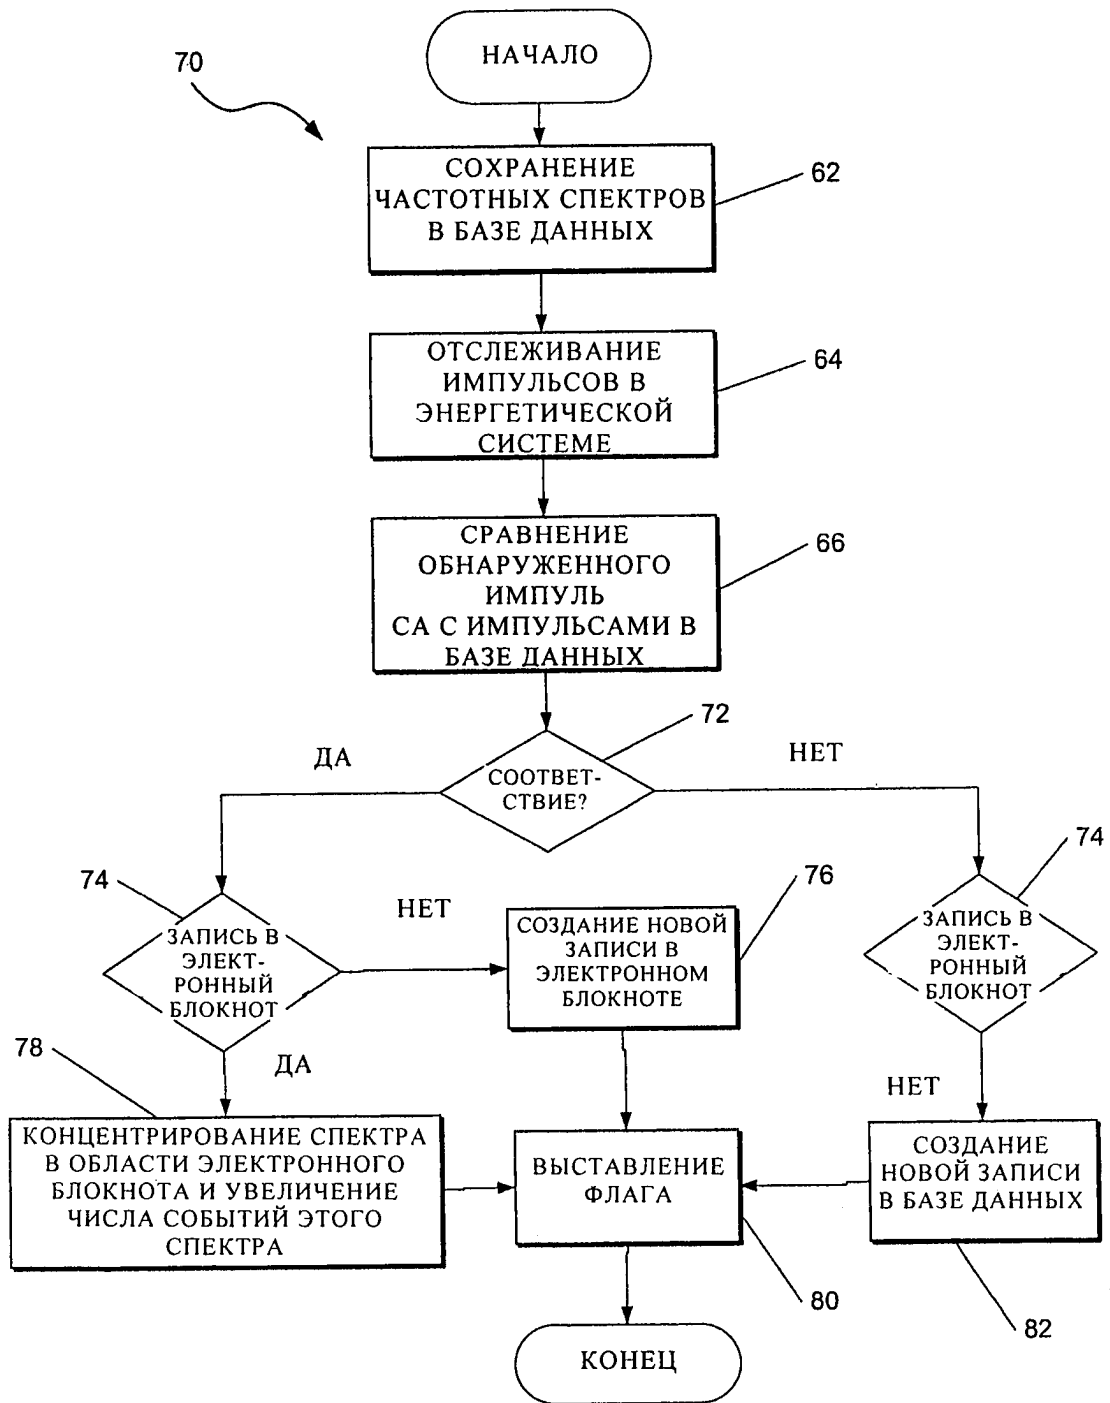 НАЧАЛО
70
СОХРАНЕНИЕ
ЧАСТОТНЫХ СПЕКТРОВ
В БАЗЕ ДАННЫХ
62
ОТСЛЕЖИВАНИЕ
ИМПУЛЬСОВ В
ЭНЕРГЕТИЧЕСКОЙ
СИСТЕМЕ
64
СРАВНЕНИЕ
ОБНАРУЖЕННОГО
ИМПУЛЬ
СА С ИМПУЛЬСАМИ В
БАЗЕ ДАННЫХ
66
72
ДА
НЕТ
СООТВЕТ-
СТВИЕ?
74
ЗАПИСЬ В
ЭЛЕКТ-
РОННЫЙ
БЛОКНОТ
НЕТ
СОЗДАНИЕ НОВОЙ
ЗАПИСИ В
ЭЛЕКТРОННОМ
БЛОКНОТЕ
76
74
ЗАПИСЬ В
ЭЛЕКТ-
РОННЫЙ
БЛОКНОТ
78
ДА
НЕТ
КОНЦЕНТРИРОВАНИЕ СПЕКТРА
В ОБЛАСТИ ЭЛЕКТРОННОГО
БЛОКНОТА И УВЕЛИЧЕНИЕ
ЧИСЛА СОБЫТИЙ ЭТОГО
СПЕКТРА
ВЫСТАВЛЕНИЕ
ФЛАГА
СОЗДАНИЕ
НОВОЙ ЗАПИСИ
В БАЗЕ ДАННЫХ
80
82
КОНЕЦ